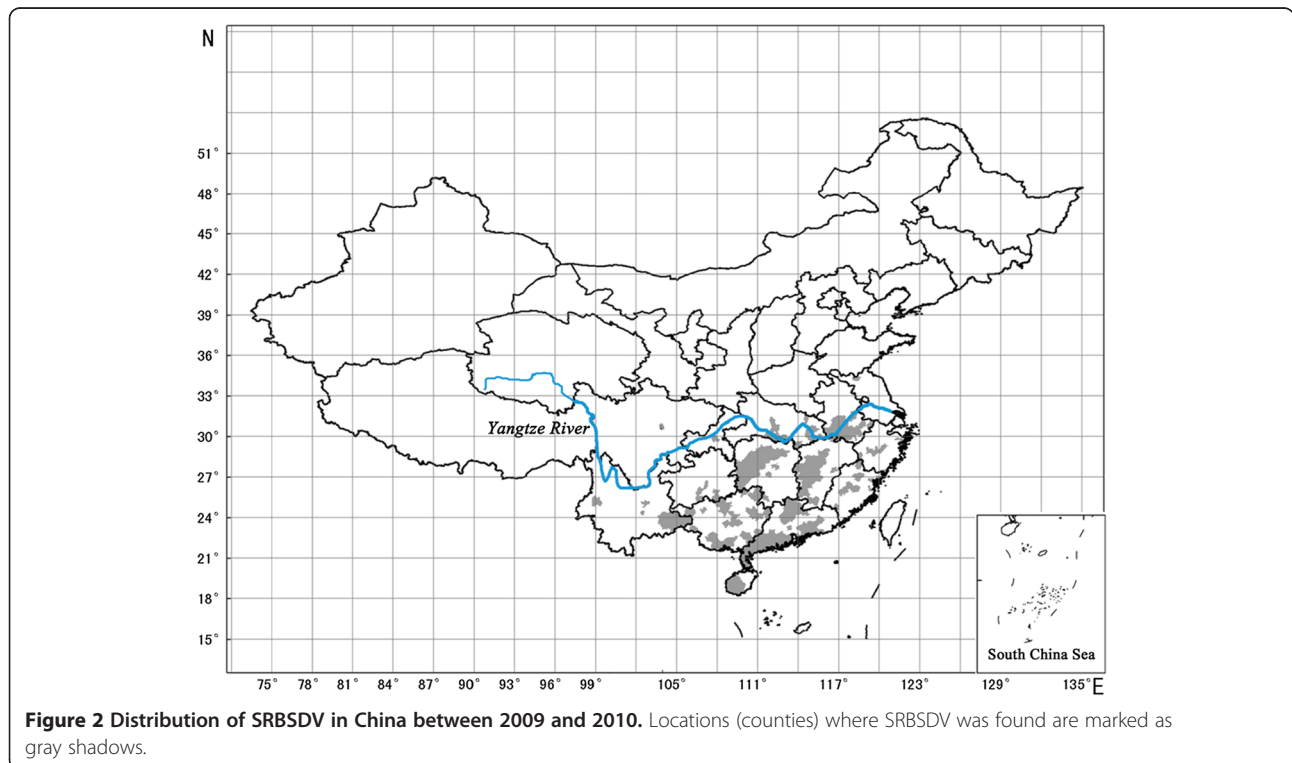 N
51°
48°
45°
42°
39°
36°
33°
30°
27°
24°
21°
18°
15°
Yangtze River
South China Sea
75° 78° 81° 84° 87° 90° 93° 96° 99° 105° 111° 117° 123° 129° 135° E
Figure 2 Distribution of SRBSDV in China between 2009 and 2010. Locations (counties) where SRBSDV was found are marked as
gray shadows.